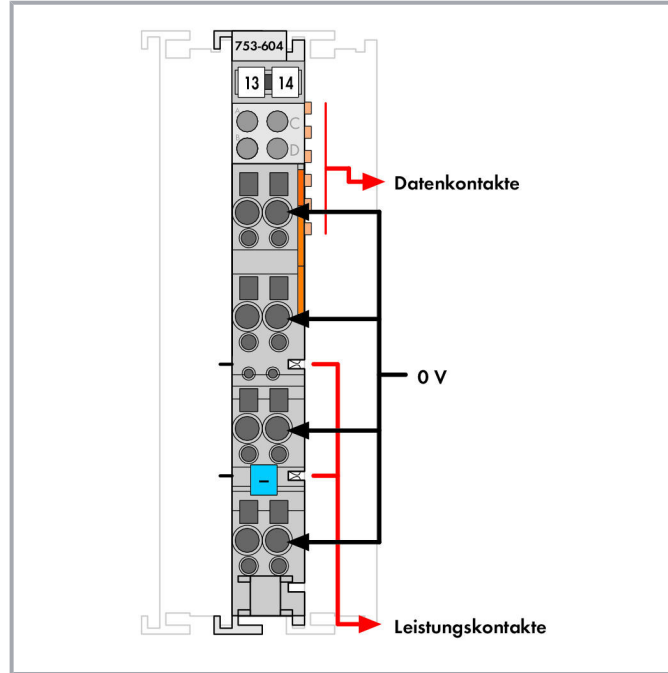 753-604
13 14
A C
B D
Datenkontakte
0 V
–
Leistungskontakte